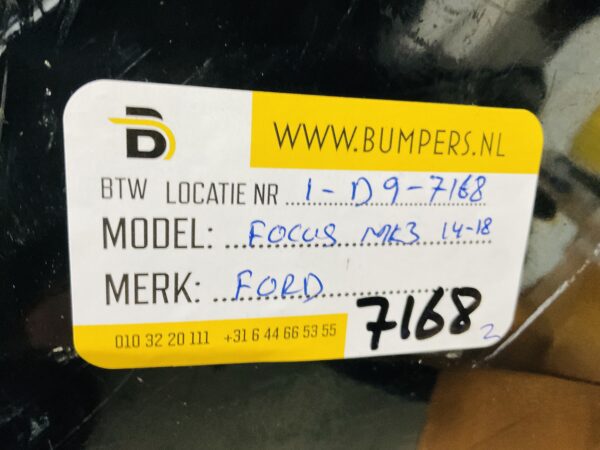 WWW.BUMPERS.NL
BTW LOCATIE NR 1-D9-7168
MODEL: FOCUS MK3 14-18
MERK: FORD
010 32 20 111 +31 6 44 66 53 55 7168 2